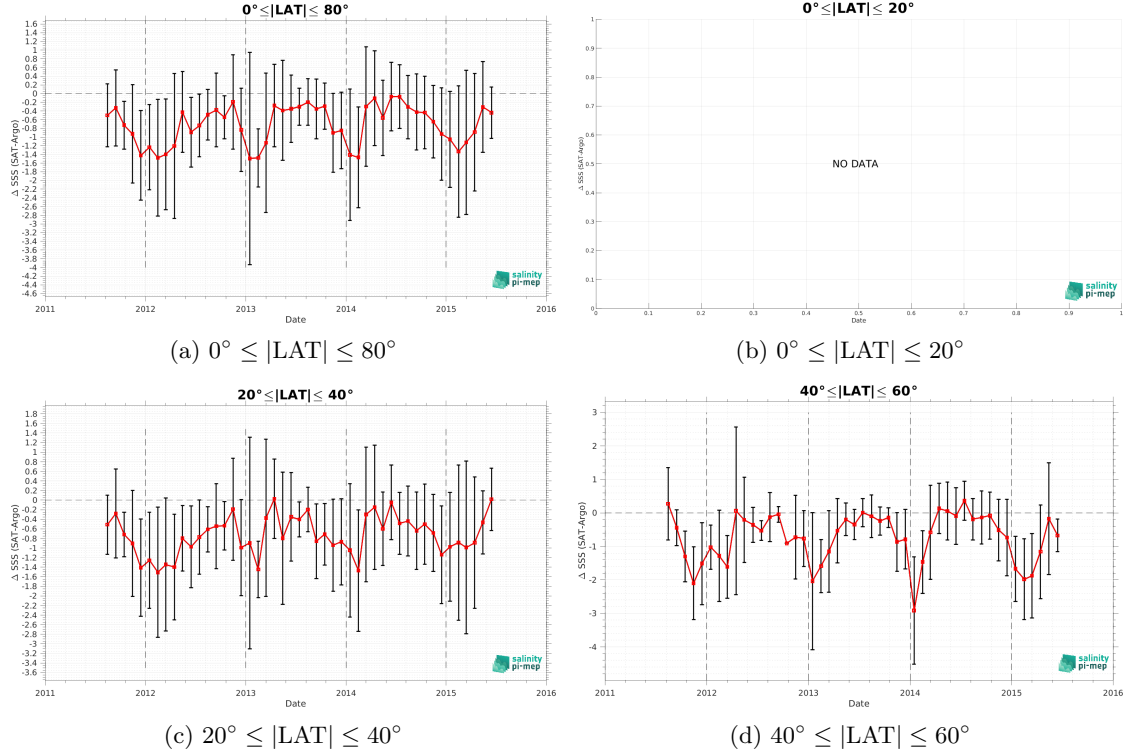 0°≤|LAT|≤ 80°
1.6
1.4
1.2
1
0.8
0.6
0.4
0.2
0
-0.2
-0.4
-0.6
-0.8
-1
-1.2
-1.4
-1.6
-1.8
-2
-2.2
-2.4
-2.6
-2.8
-3
-3.2
-3.4
-3.6
-3.8
-4
-4.2
-4.4
-4.6
Δ SSS (SAT-Argo)
2011 2012 2013 2014 2015 2016
Date
salinity
pi-mep
(a) 0° ≤ |LAT| ≤ 80°
0°≤|LAT|≤ 20°
1
0.9
0.8
0.7
0.6
0.5
0.4
0.3
0.2
0.1
0
Δ SSS (SAT-Argo)
NO DATA
0 0.1 0.2 0.3 0.4 0.5 0.6 0.7 0.8 0.9 1
Date
salinity
pi-mep
(b) 0° ≤ |LAT| ≤ 20°
20°≤|LAT|≤ 40°
1.8
1.6
1.4
1.2
1
0.8
0.6
0.4
0.2
0
-0.2
-0.4
-0.6
-0.8
-1
-1.2
-1.4
-1.6
-1.8
-2
-2.2
-2.4
-2.6
-2.8
-3
-3.2
-3.4
-3.6
Δ SSS (SAT-Argo)
2011 2012 2013 2014 2015 2016
Date
salinity
pi-mep
(c) 20° ≤ |LAT| ≤ 40°
40°≤|LAT|≤ 60°
3
2
1
0
-1
-2
-3
-4
Δ SSS (SAT-Argo)
2011 2012 2013 2014 2015 2016
Date
salinity
pi-mep
(d) 40° ≤ |LAT| ≤ 60°